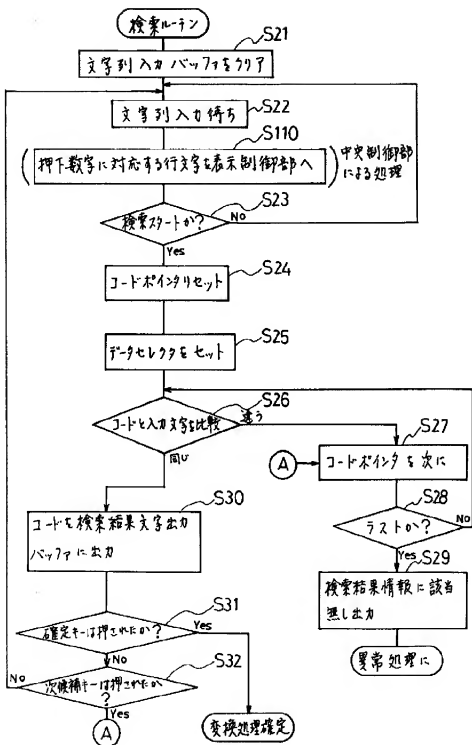 検索ルーチン
S21
文字列入力バッファをクリア
S22
文字列入力待ち
S110
(押下数字に対応する行文字を表示制御部へ)
中央制御部
による処理
S23
検索スタートか?
No
Yes
S24
コードポインタリセット
S25
データセレクタをセット
S26
コードと入力文字を比較
違う
同じ
S27
A
コードポインタを次に
S28
ラストか?
No
Yes
S29
検索結果情報に該当
無し出力
異常処理に
S30
コードを検索結果文字出力
バッファに出力
S31
確定キーは押されたか?
Yes
No
S32
次候補キーは押されたか
?
No
Yes
A
変換処理確定